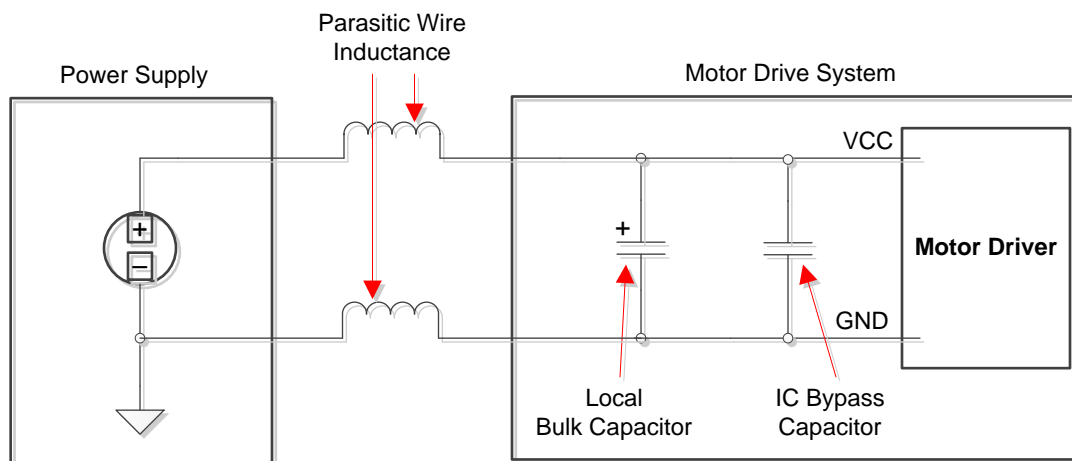 Parasitic Wire
Inductance
Power Supply
Motor Drive System
VCC
+
–
+
Motor Driver
GND
Local
Bulk Capacitor
IC Bypass
Capacitor